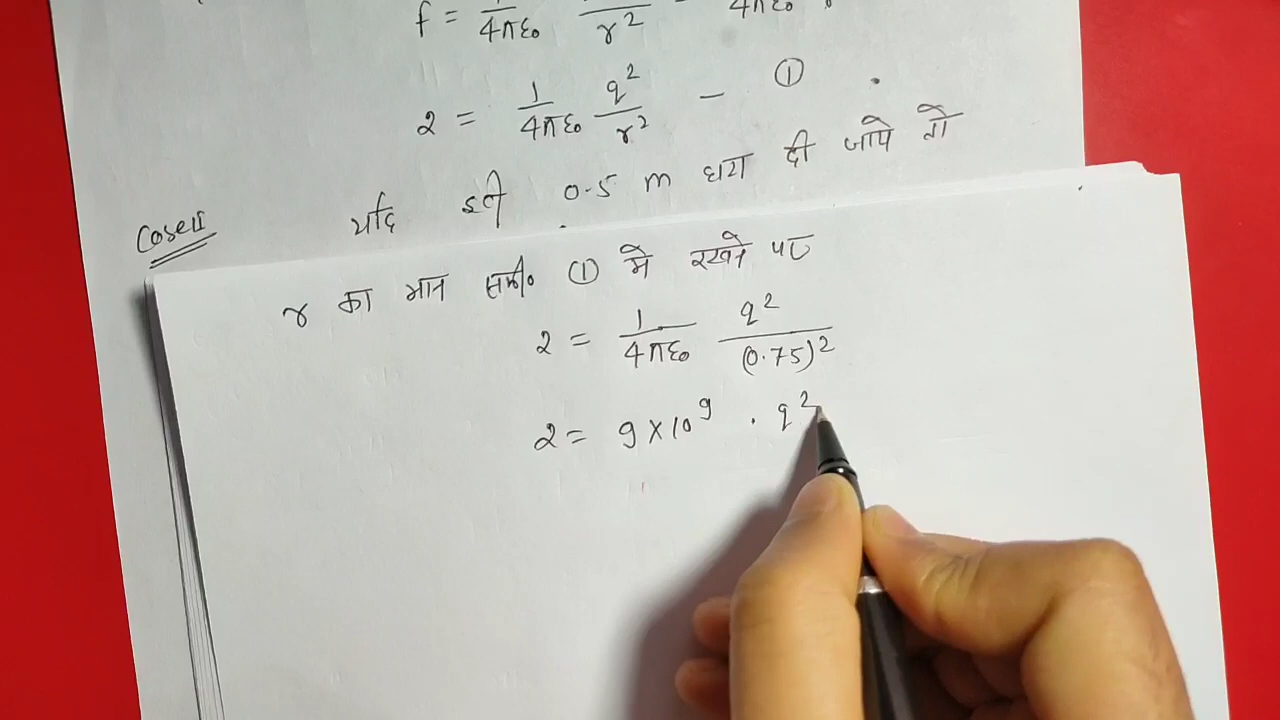 f = 1/4πε₀ /r² - 4πε₀
2 = 1/4πε₀ q²/r² - ①
Case II यदि दूरी 0.5 m घटा दी जाये तो
r का मान समी० ① मे रखने पर
2 = 1/4πε₀ q²/(0.75)²
2 = 9×10⁹ . q²